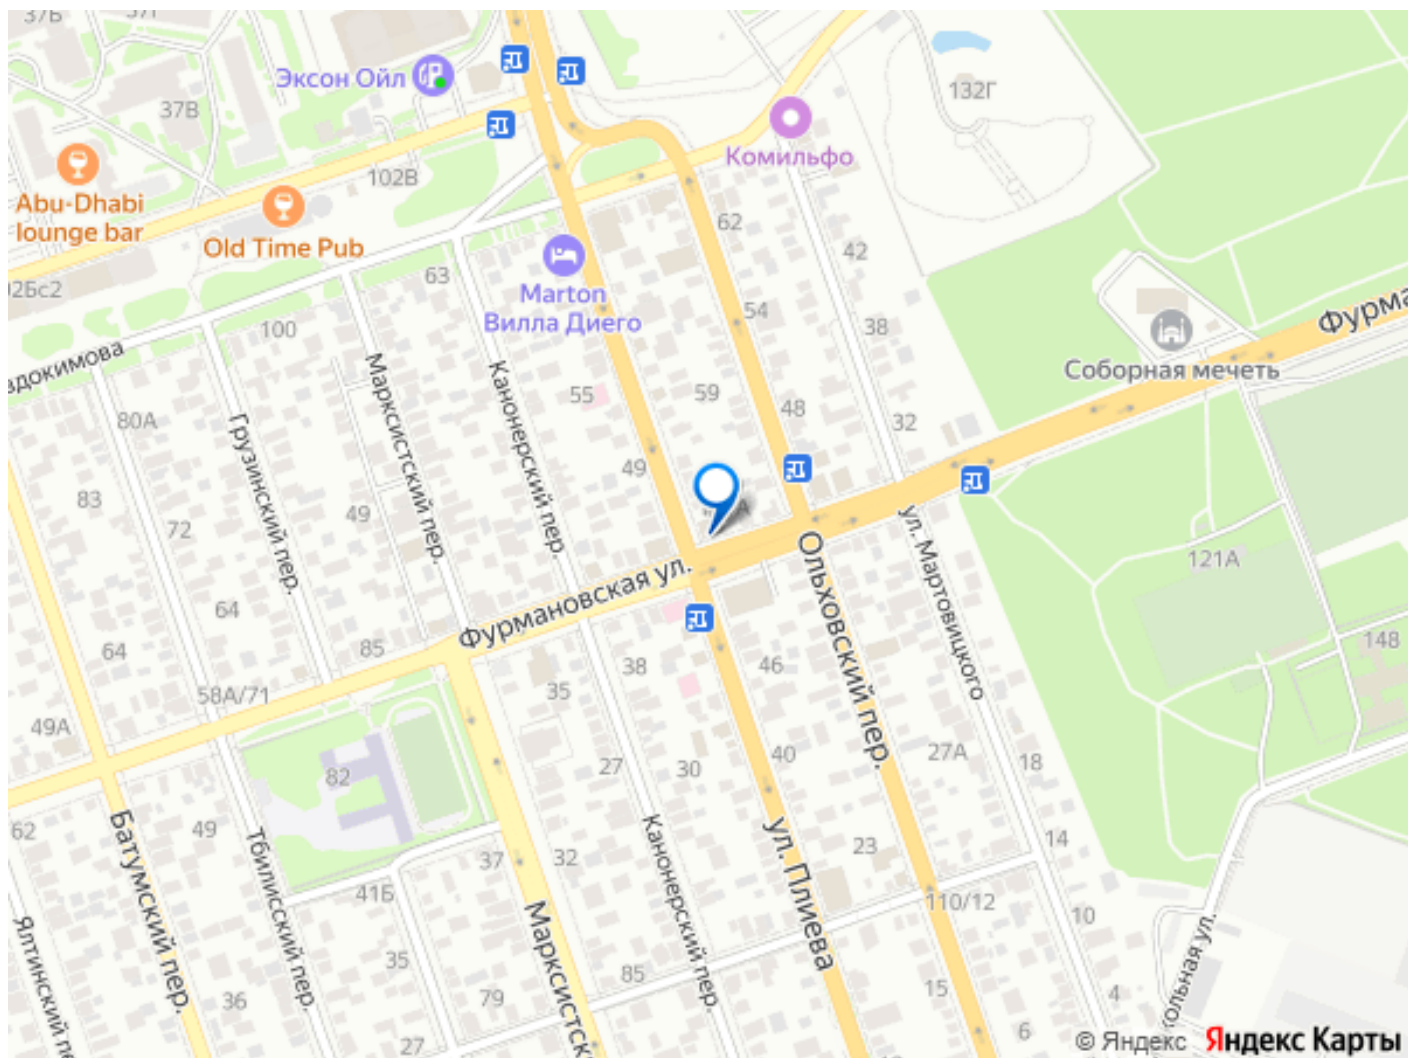 37В
Эксон Ойл
37В
132Г
Комильфо
Abu-Dhabi
lounge bar
102В
Old Time Pub
62
42
63
Marton
Вилла Диего
54
38
100
Фурма
Соборная мечеть
Марксистский пер.
Канонерский пер.
55
59
48
32
80А
Грузинский пер.
49
83
49
72
ул. Мартовицкого
Ольховский пер.
121А
Фурмановская ул.
64
64
85
38
46
14В
58А/71
35
49А
82
27
30
40
27А
18
62
Батумский пер.
49
Тбилисский пер.
37
32
Канонерский пер.
ул. Плиева
23
14
41Б
110/12
10
Ялтинский пе
Марксистск
35
36
79
85
15
4
6
27
© Яндекс
Яндекс Карты